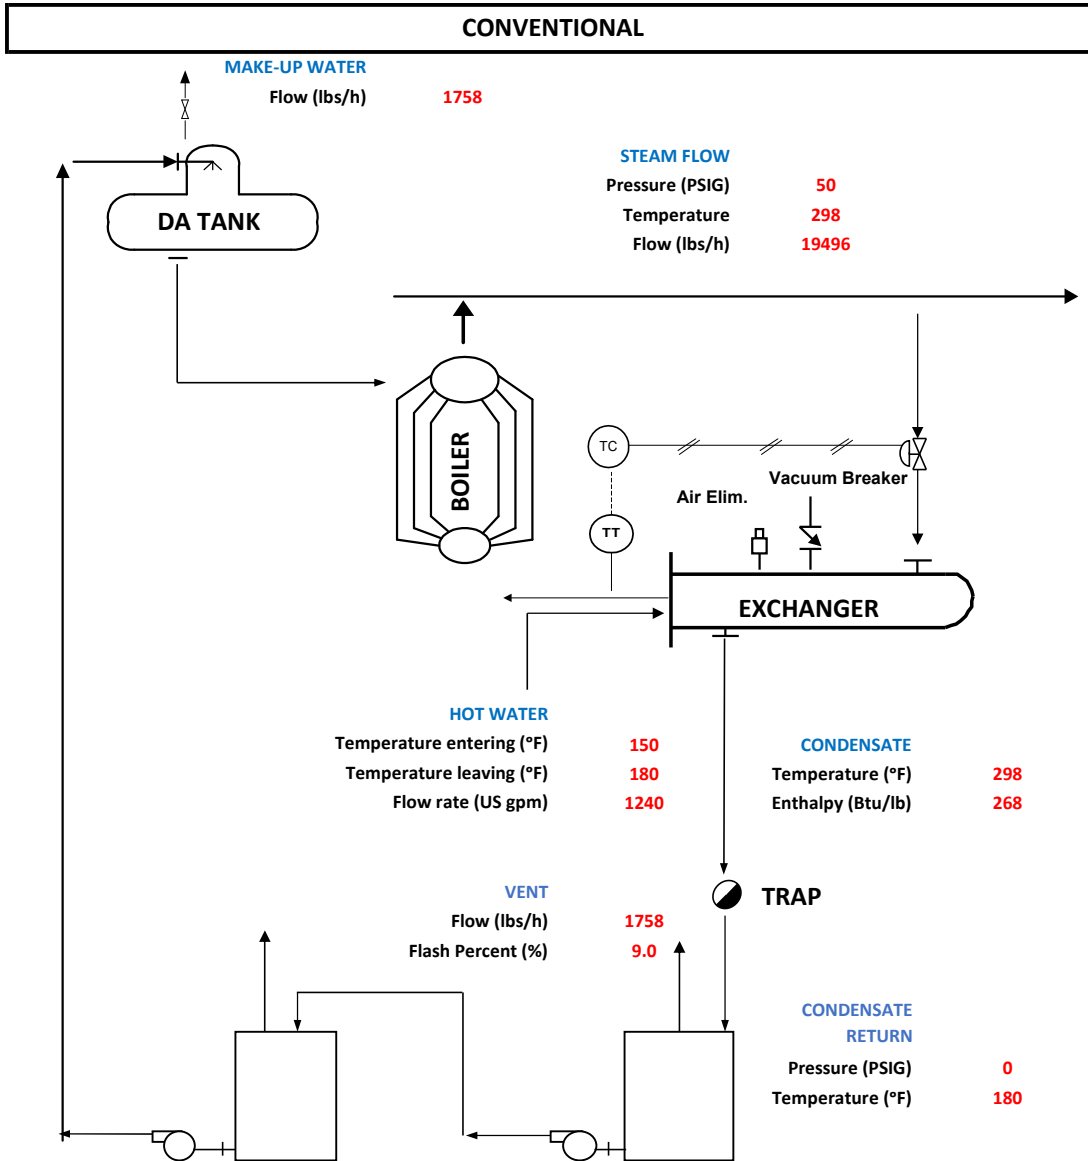 CONVENTIONAL
MAKE-UP WATER
Flow (lbs/h) 1758
STEAM FLOW
Pressure (PSIG) 50
Temperature 298
Flow (lbs/h) 19496
DA TANK
BOILER
TC
Vacuum Breaker
Air Elim.
TT
EXCHANGER
HOT WATER
Temperature entering (°F) 150
Temperature leaving (°F) 180
Flow rate (US gpm) 1240
CONDENSATE
Temperature (°F) 298
Enthalpy (Btu/lb) 268
TRAP
VENT
Flow (lbs/h) 1758
Flash Percent (%) 9.0
CONDENSATE
RETURN
Pressure (PSIG) 0
Temperature (°F) 180